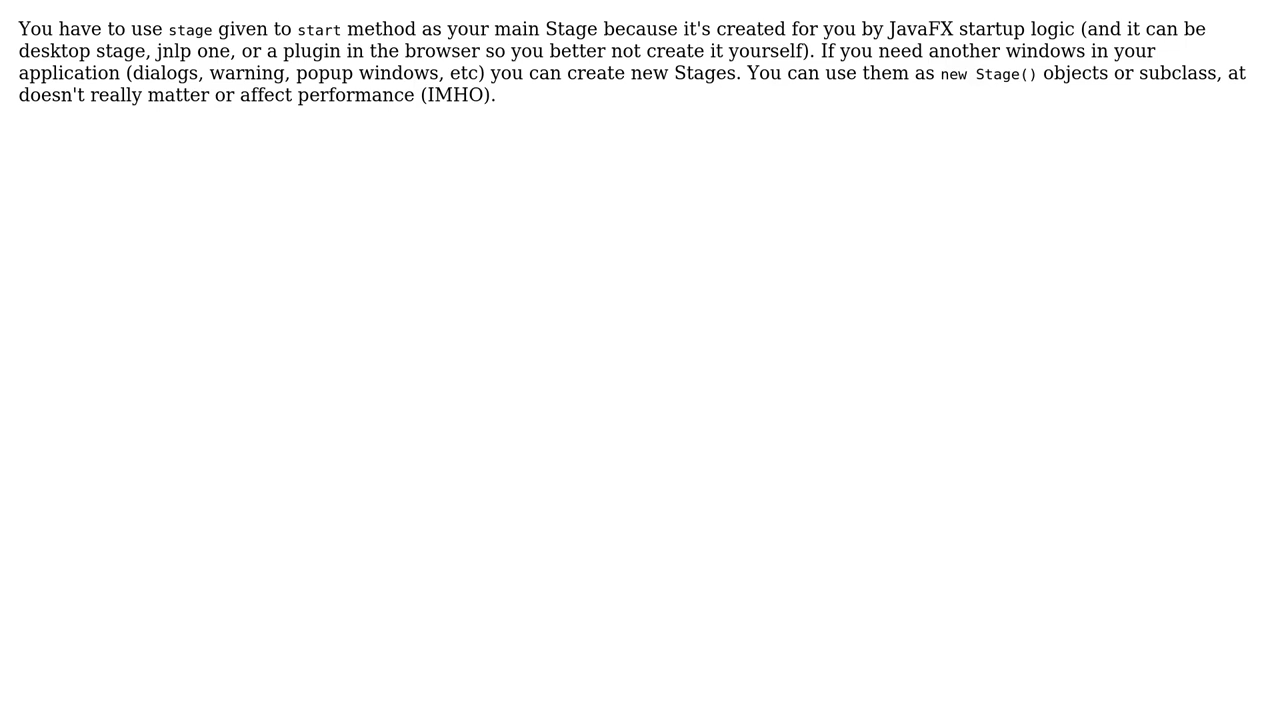 You have to use stage given to start method as your main Stage because it's created for you by JavaFX startup logic (and it can be
desktop stage, jnlp one, or a plugin in the browser so you better not create it yourself). If you need another windows in your
application (dialogs, warning, popup windows, etc) you can create new Stages. You can use them as new Stage() objects or subclass, at
doesn't really matter or affect performance (IMHO).